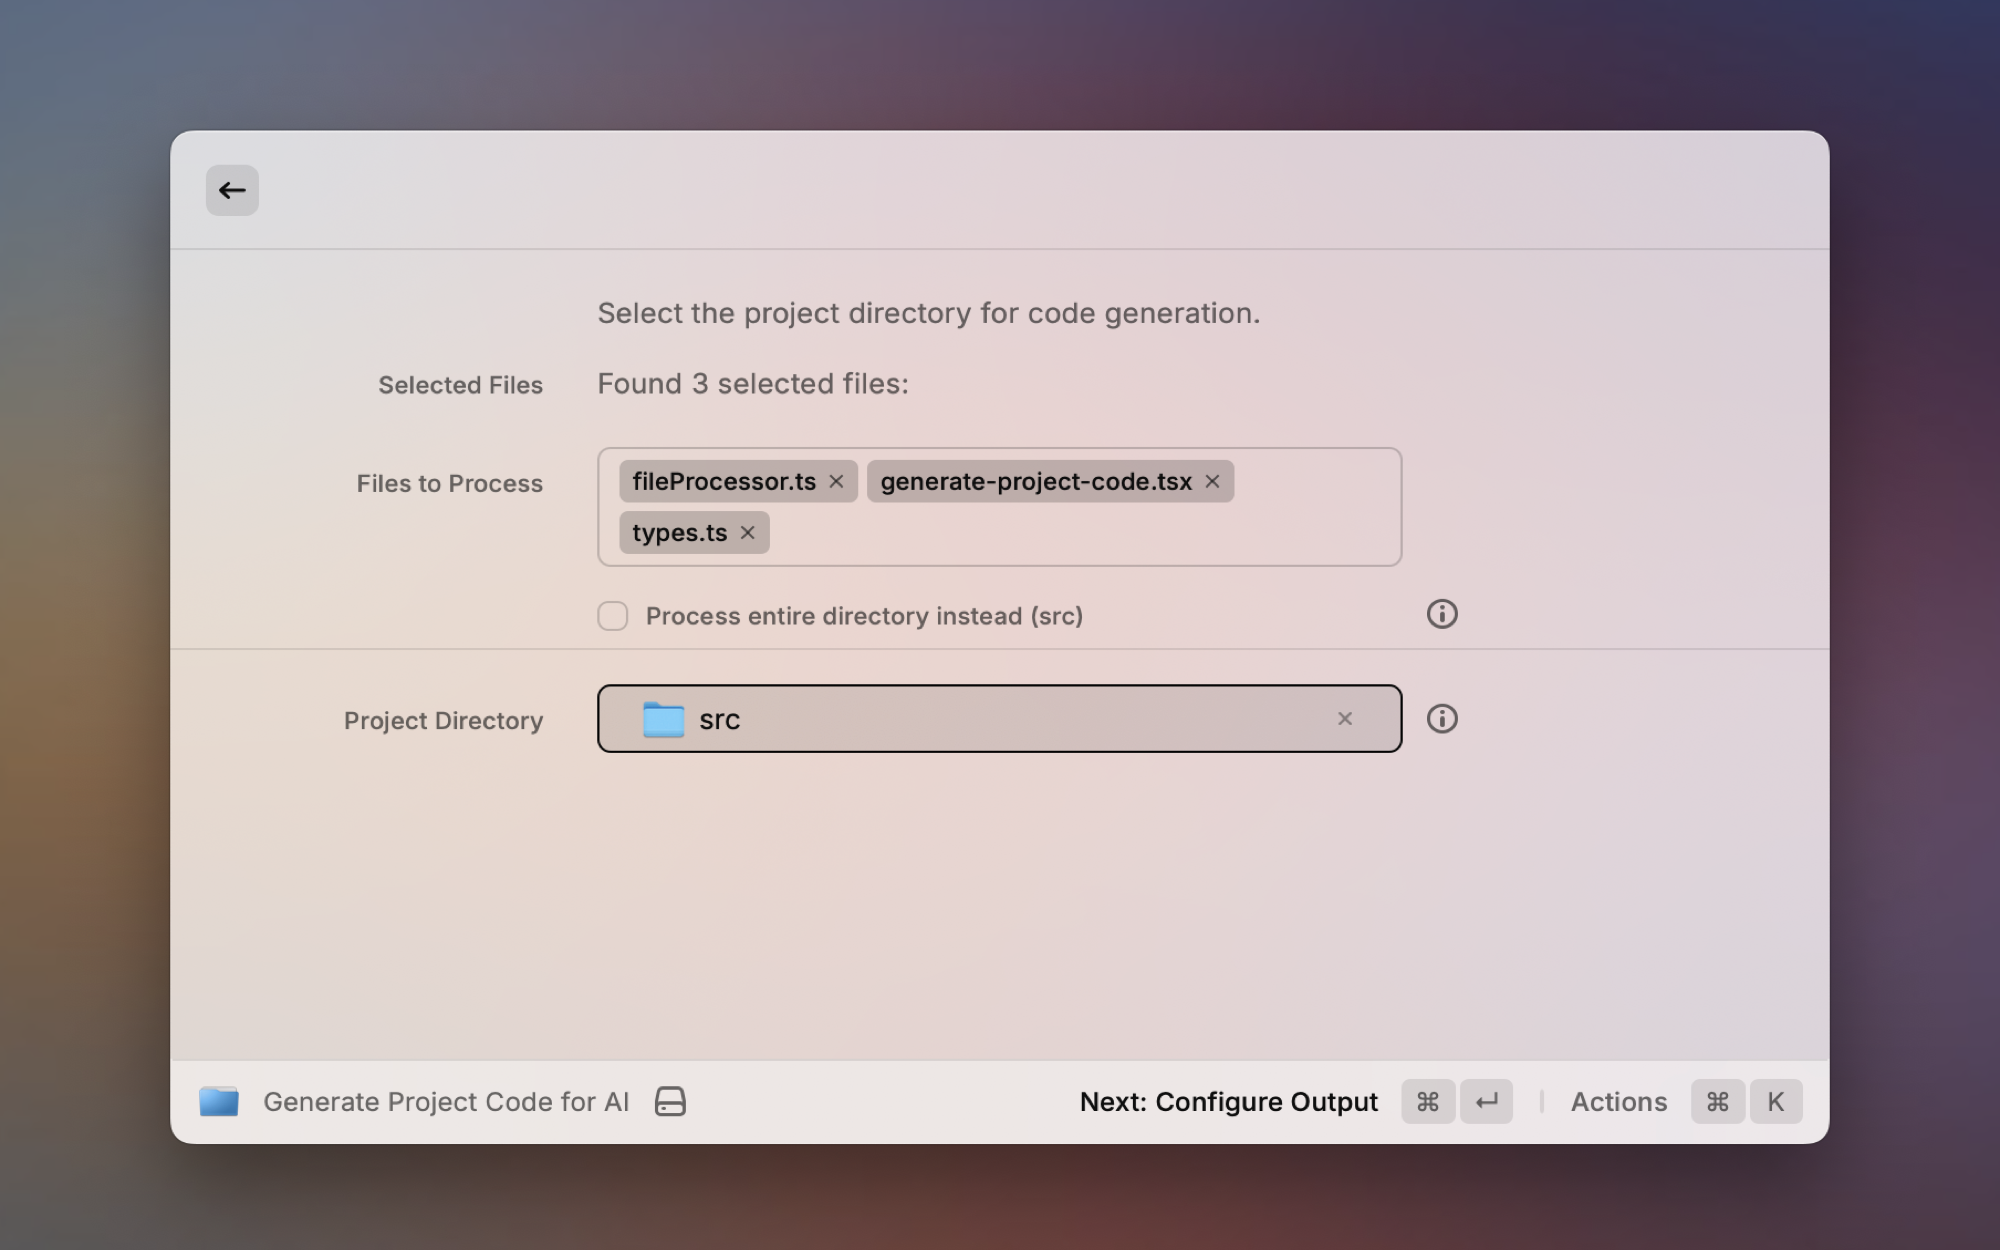 Select the project directory for code generation.
Selected Files Found 3 selected files:
Files to Process fileProcessor.ts × generate-project-code.tsx ×
types.ts ×
Process entire directory instead (src)
Project Directory src ×
Generate Project Code for AI Next: Configure Output ⌘ ↵ Actions ⌘ K